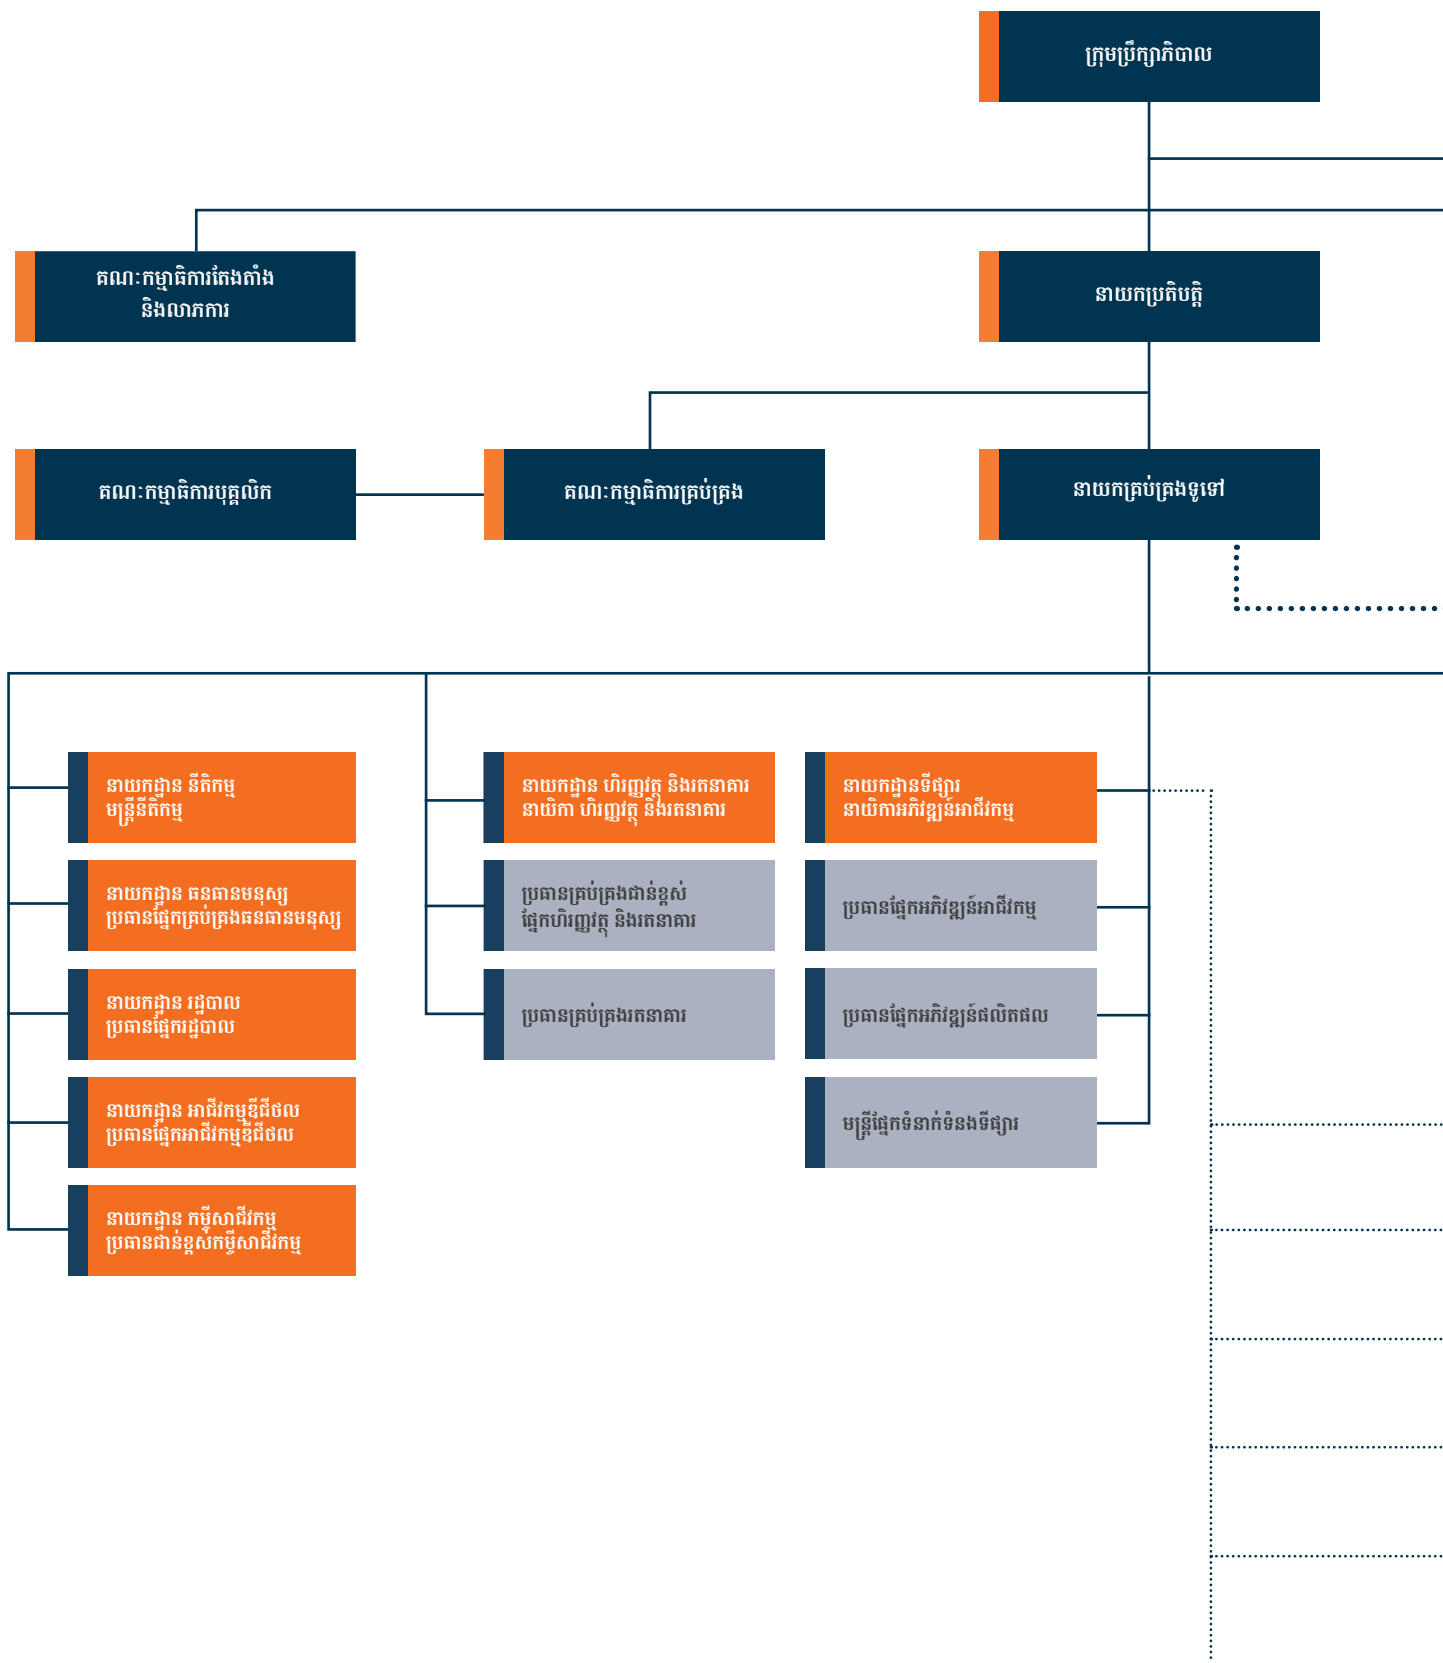 ក្រុមប្រឹក្សាភិបាល
គណៈកម្មាធិការតែងតាំង
និងលាភការ
នាយកប្រតិបត្តិ
គណៈកម្មាធិការបុគ្គលិក
គណៈកម្មាធិការគ្រប់គ្រង
នាយកគ្រប់គ្រងទូទៅ
នាយកដ្ឋាន នីតិកម្ម
មន្ត្រីនីតិកម្ម
នាយកដ្ឋាន ធនធានមនុស្ស
ប្រធានផ្នែកគ្រប់គ្រងធនធានមនុស្ស
នាយកដ្ឋាន រដ្ឋបាល
ប្រធានផ្នែករដ្ឋបាល
នាយកដ្ឋាន អាជីវកម្មឌីជីថល
ប្រធានផ្នែកអាជីវកម្មឌីជីថល
នាយកដ្ឋាន កម្ចីសាជីវកម្ម
ប្រធានជាន់ខ្ពស់កម្ចីសាជីវកម្ម
នាយកដ្ឋាន ហិរញ្ញវត្ថុ និងរតនាគារ
នាយិកា ហិរញ្ញវត្ថុ និងរតនាគារ
ប្រធានគ្រប់គ្រងជាន់ខ្ពស់
ផ្នែកហិរញ្ញវត្ថុ និងរតនាគារ
ប្រធានគ្រប់គ្រងរតនាគារ
នាយកដ្ឋានទីផ្សារ
នាយិកាអភិវឌ្ឍន៍អាជីវកម្ម
ប្រធានផ្នែកអភិវឌ្ឍន៍អាជីវកម្ម
ប្រធានផ្នែកអភិវឌ្ឍន៍ផលិតផល
មន្ត្រីផ្នែកទំនាក់ទំនងទីផ្សារ